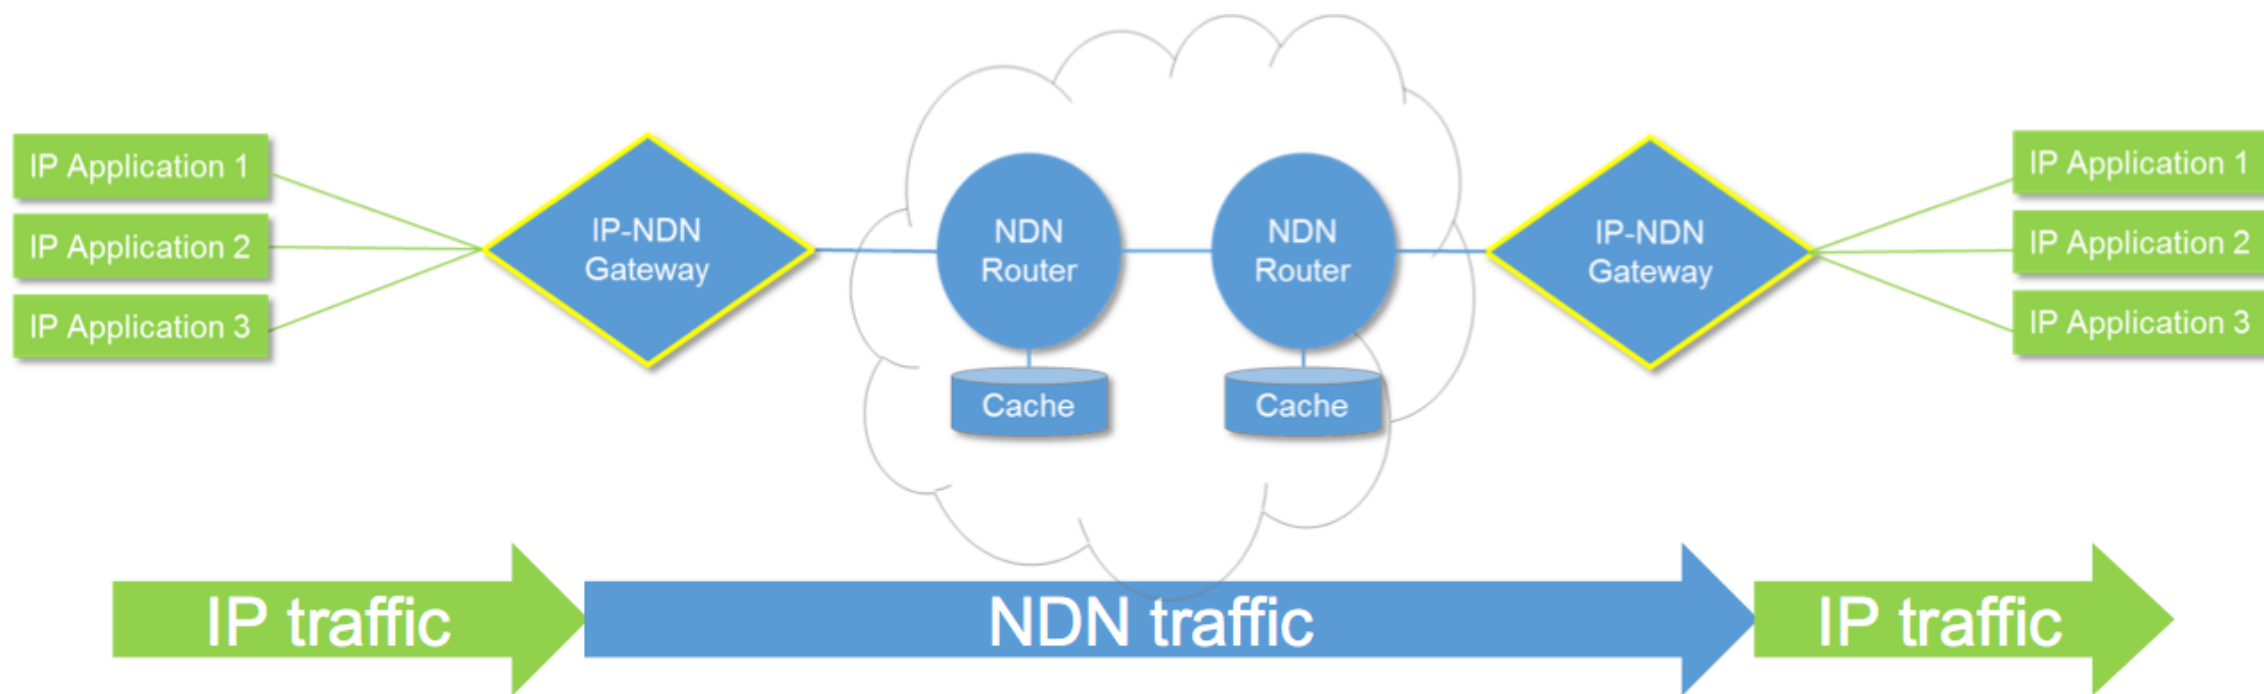 IP Application 1
IP Application 2
IP Application 3
IP-NDN
Gateway
NDN
Router
Cache
NDN
Router
Cache
IP-NDN
Gateway
IP Application 1
IP Application 2
IP Application 3
IP traffic
NDN traffic
IP traffic